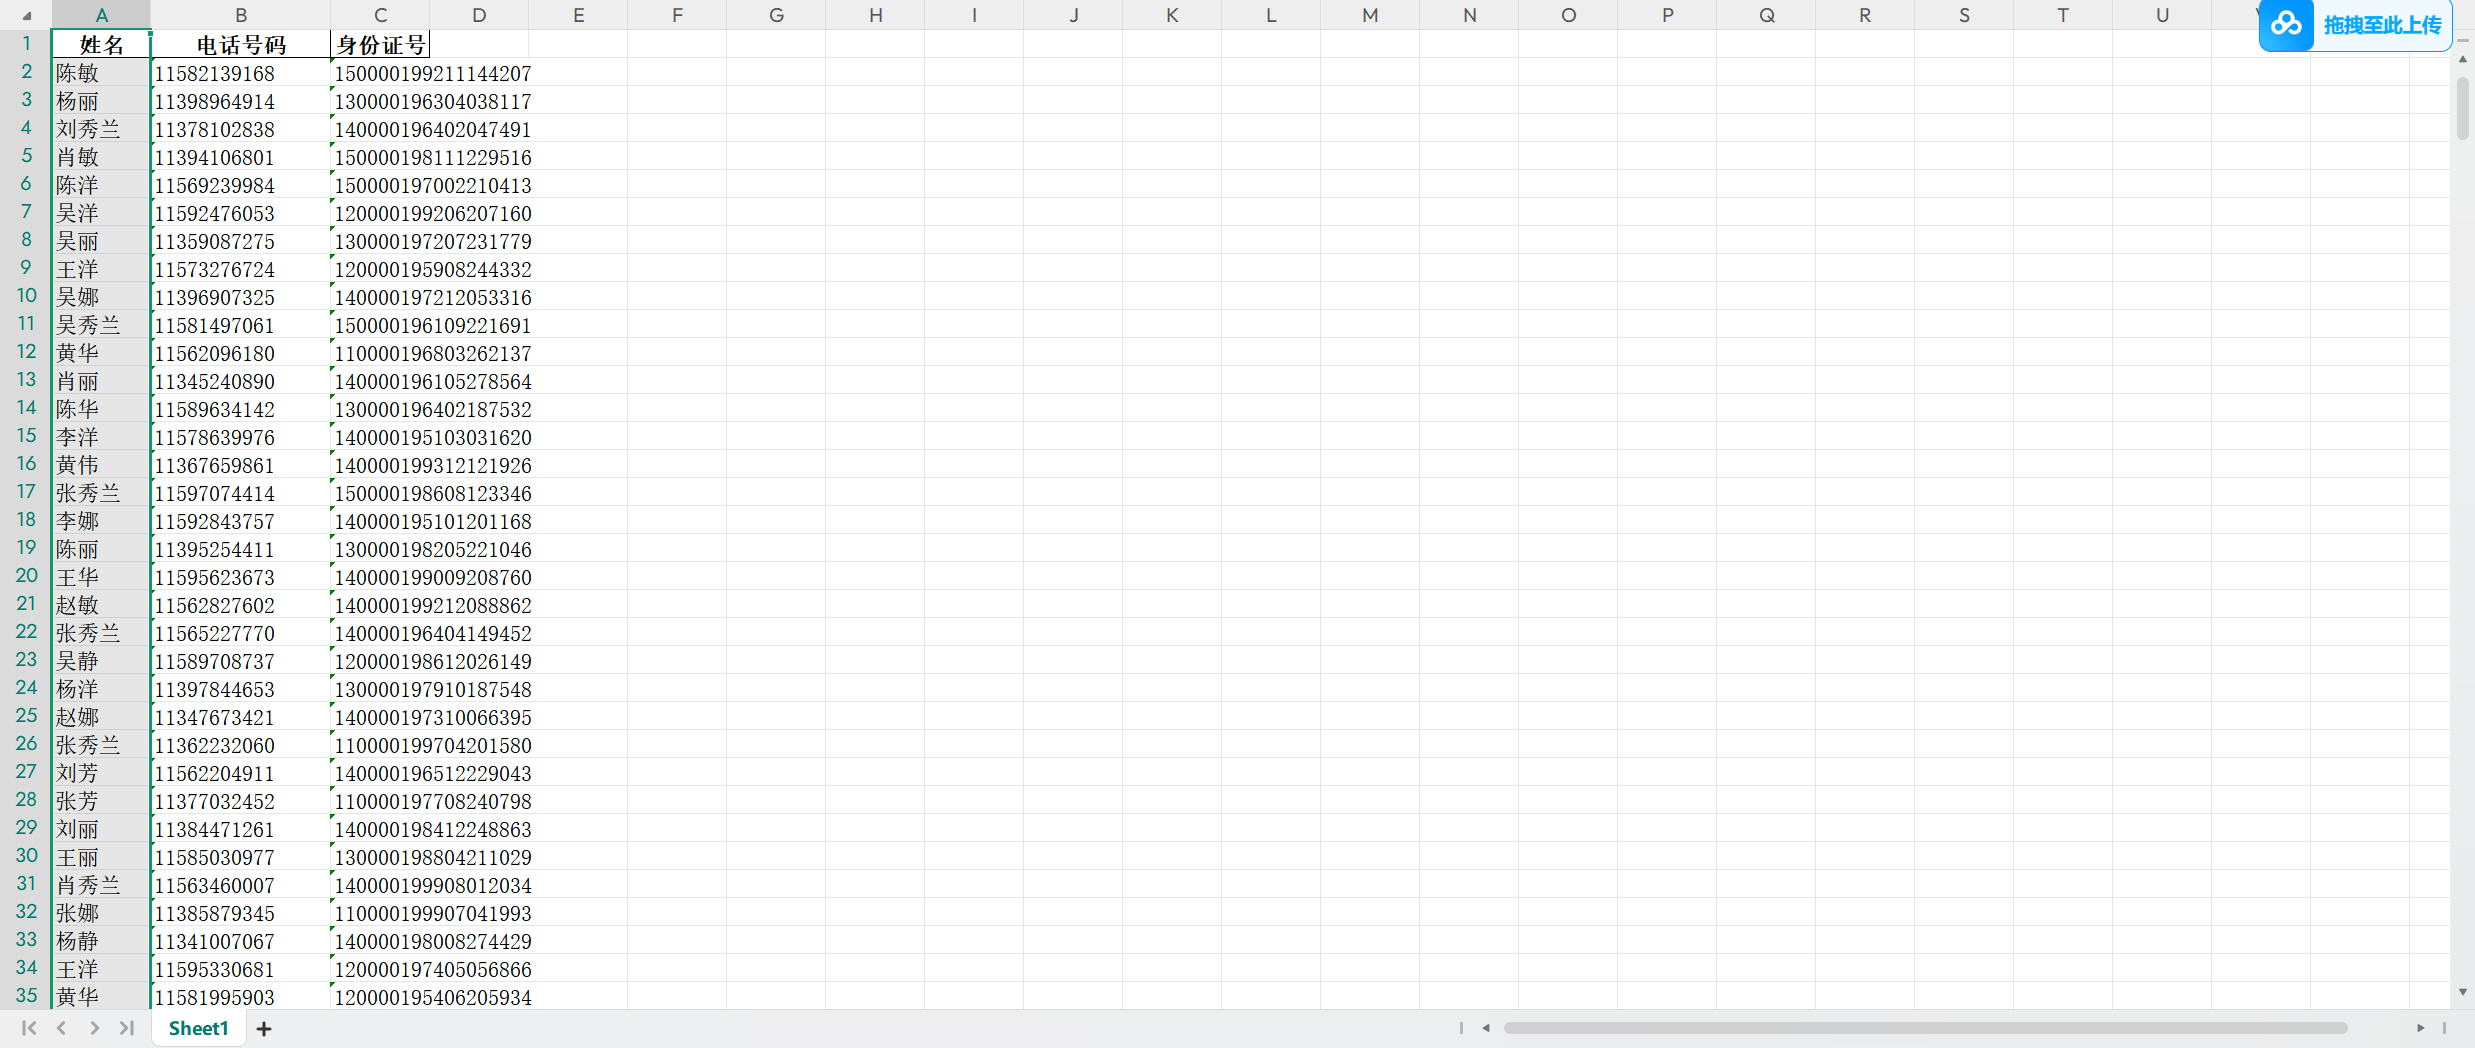 A B C D E F G H I J K L M N O P Q R S T U
拖拽至此上传
1 姓名 电话号码 身份证号
2 陈敏 11582139168 150000199211144207
3 杨丽 11398964914 130000196304038117
4 刘秀兰 11378102838 140000196402047491
5 肖敏 11394106801 150000198111229516
6 陈洋 11569239984 150000197002210413
7 吴洋 11592476053 120000199206207160
8 吴丽 11359087275 130000197207231779
9 王洋 11573276724 120000195908244332
10 吴娜 11396907325 140000197212053316
11 吴秀兰 11581497061 150000196109221691
12 黄华 11562096180 110000196803262137
13 肖丽 11345240890 140000196105278564
14 陈华 11589634142 130000196402187532
15 李洋 11578639976 140000195103031620
16 黄伟 11367659861 140000199312121926
17 张秀兰 11597074414 150000198608123346
18 李娜 11592843757 140000195101201168
19 陈丽 11395254411 130000198205221046
20 王华 11595623673 140000199009208760
21 赵敏 11562827602 140000199212088862
22 张秀兰 11565227770 140000196404149452
23 吴静 11589708737 120000198612026149
24 杨洋 11397844653 130000197910187548
25 赵娜 11347673421 140000197310066395
26 张秀兰 11362232060 110000199704201580
27 刘芳 11562204911 140000196512229043
28 张芳 11377032452 110000197708240798
29 刘丽 11384471261 140000198412248863
30 王丽 11585030977 130000198804211029
31 肖秀兰 11563460007 140000199908012034
32 张娜 11385879345 110000199907041993
33 杨静 11341007067 140000198008274429
34 王洋 11595330681 120000197405056866
35 黄华 11581995903 120000195406205934
Sheet1